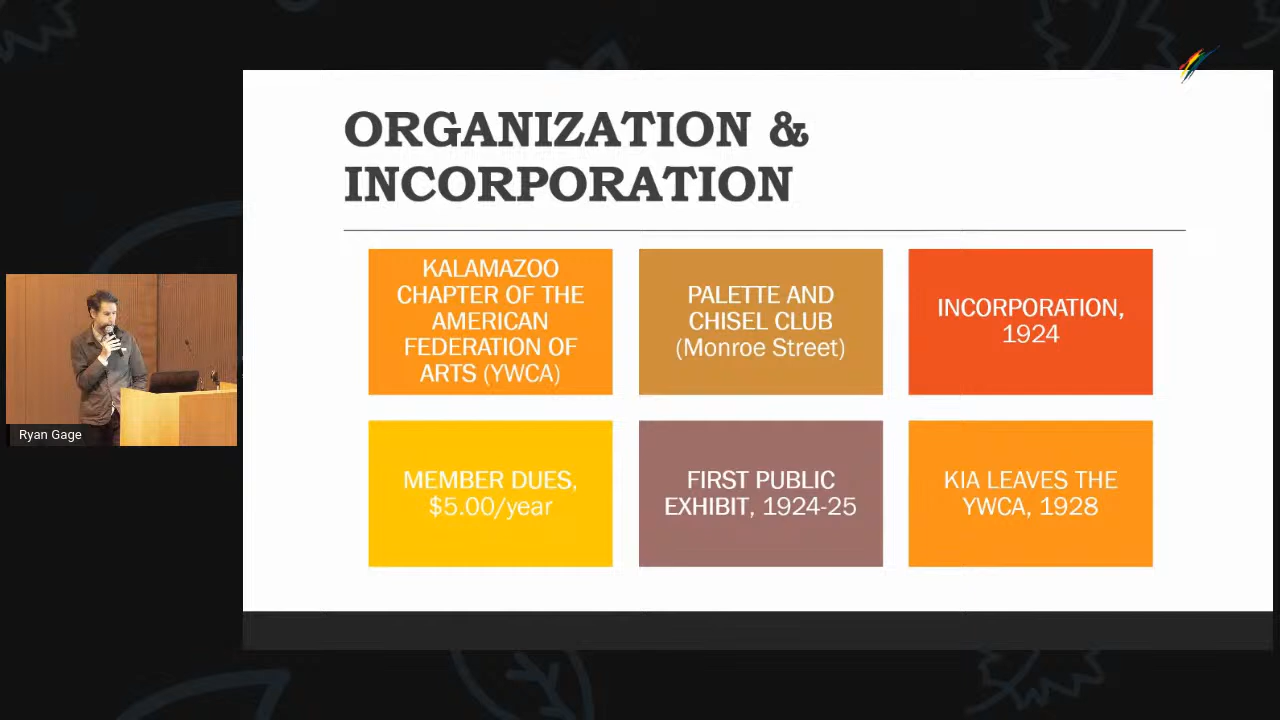 ORGANIZATION &
INCORPORATION
KALAMAZOO
CHAPTER OF THE
AMERICAN
FEDERATION OF
ARTS (YWCA)
PALETTE AND
CHISEL CLUB
(Monroe Street)
INCORPORATION,
1924
MEMBER DUES,
$5.00/year
FIRST PUBLIC
EXHIBIT, 1924-25
KIA LEAVES THE
YWCA, 1928
Ryan Gage